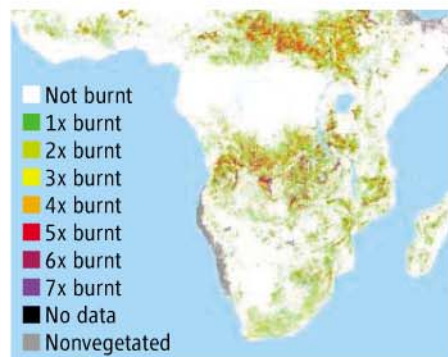 Not burnt
1x burnt
2x burnt
3x burnt
4x burnt
5x burnt
6x burnt
7x burnt
No data
Nonvegetated